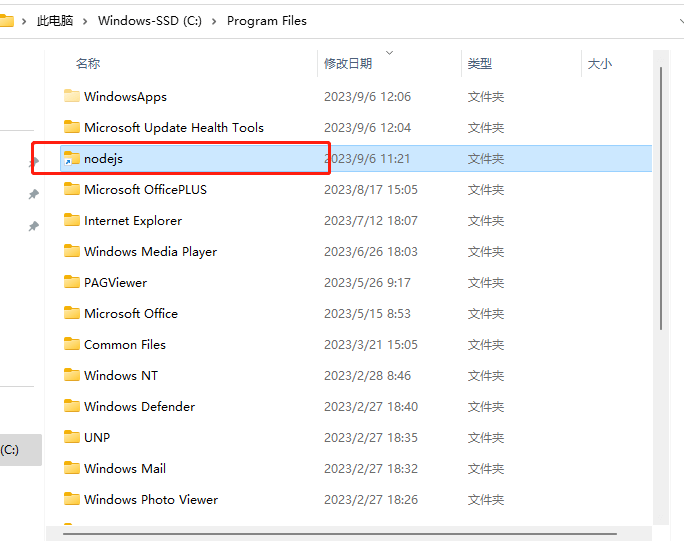 此电脑 > Windows-SSD (C:) > Program Files
名称 修改日期 类型 大小
WindowsApps 2023/9/6 12:06 文件夹
Microsoft Update Health Tools 2023/9/6 12:04 文件夹
nodejs 2023/9/6 11:21 文件夹
Microsoft OfficePLUS 2023/8/17 15:05 文件夹
Internet Explorer 2023/7/12 18:07 文件夹
Windows Media Player 2023/6/26 18:03 文件夹
PAGViewer 2023/5/26 9:17 文件夹
Microsoft Office 2023/5/15 8:53 文件夹
Common Files 2023/3/21 15:05 文件夹
Windows NT 2023/2/28 8:46 文件夹
Windows Defender 2023/2/27 18:40 文件夹
UNP 2023/2/27 18:35 文件夹
(C:)
Windows Mail 2023/2/27 18:32 文件夹
Windows Photo Viewer 2023/2/27 18:26 文件夹